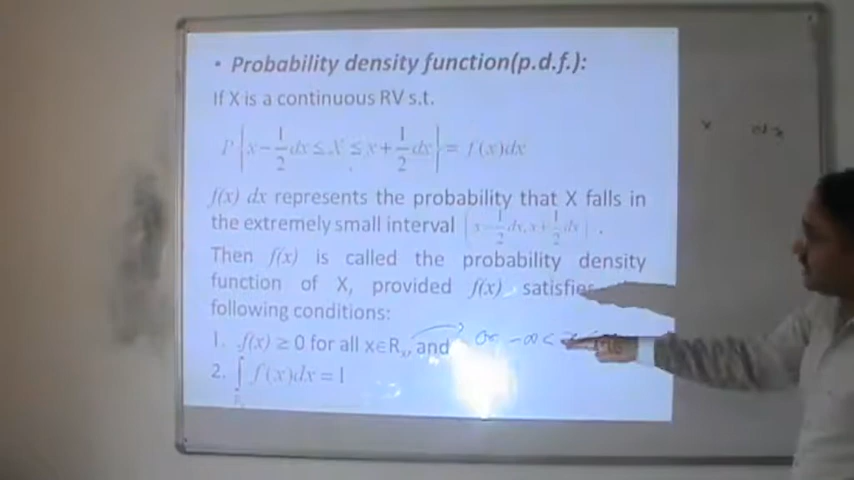 • Probability density function(p.d.f.):
If X is a continuous RV s.t.
P{x-1/2dx ≤ X ≤ x+1/2dx} = f(x)dx
f(x) dx represents the probability that X falls in
the extremely small interval (x-1/2dx, x+1/2dx) .
Then f(x) is called the probability density
function of X, provided f(x) satisfies
following conditions:
1. f(x) ≥ 0 for all x∈Rₓ, and or -∞ <
2. ∫ f(x)dx = 1